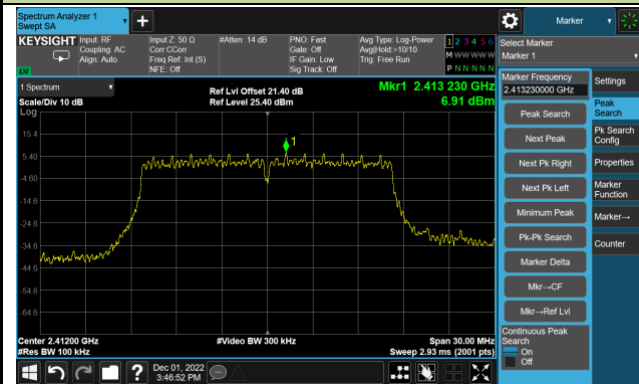 Spectrum Analyzer 1
Swept SA
+
Marker
KEYSIGHT
Input: RF
Coupling: AC
Align: Auto
Input Z: 50 Ω
Corr CCorr
Freq Ref: Int (S)
NFE: Off
#Atten: 14 dB
PNO: Fast
Gate: Off
IF Gain: Low
Sig Track: Off
Avg Type: Log-Power
Avg|Hold:>10/10
Trig: Free Run
1 2 3 4 5 6
M W W W W W
P N N N N N
Select Marker
Marker 1
1 Spectrum
Scale/Div 10 dB
Log
Ref Lvl Offset 21.40 dB
Ref Level 25.40 dBm
Mkr1 2.413 230 GHz
6.91 dBm
15.4
5.40
-4.60
-14.6
-24.6
-34.6
-44.6
-54.6
-64.6
1
Center 2.41200 GHz
#Res BW 100 kHz
#Video BW 300 kHz
Span 30.00 MHz
Sweep 2.93 ms (2001 pts)
Marker Frequency
2.413230000 GHz
Peak Search
Next Peak
Next Pk Right
Next Pk Left
Minimum Peak
Pk-Pk Search
Marker Delta
Mkr→CF
Mkr→Ref Lvl
Continuous Peak
Search
On
Off
Settings
Peak
Search
Pk Search
Config
Properties
Marker
Function
Marker→
Counter
?
Dec 01, 2022
3:46:52 PM